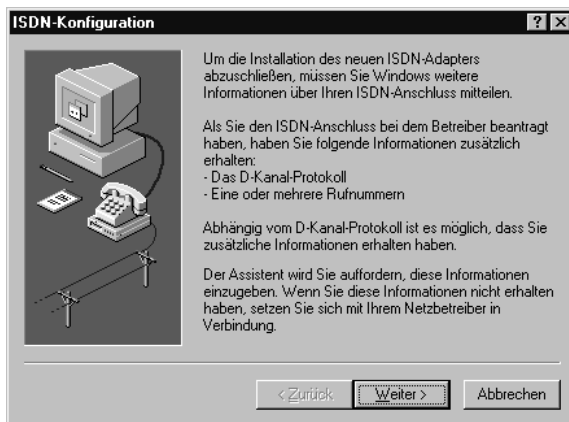 ISDN-Konfiguration
Um die Installation des neuen ISDN-Adapters
abzuschließen, müssen Sie Windows weitere
Informationen über Ihren ISDN-Anschluss mitteilen.
Als Sie den ISDN-Anschluss bei dem Betreiber beantragt
haben, haben Sie folgende Informationen zusätzlich
erhalten:
- Das D-Kanal-Protokoll
- Eine oder mehrere Rufnummern
Abhängig vom D-Kanal-Protokoll ist es möglich, dass Sie
zusätzliche Informationen erhalten haben.
Der Assistent wird Sie auffordern, diese Informationen
einzugeben. Wenn Sie diese Informationen nicht erhalten
haben, setzen Sie sich mit Ihrem Netzbetreiber in
Verbindung.
< Zurück Weiter > Abbrechen